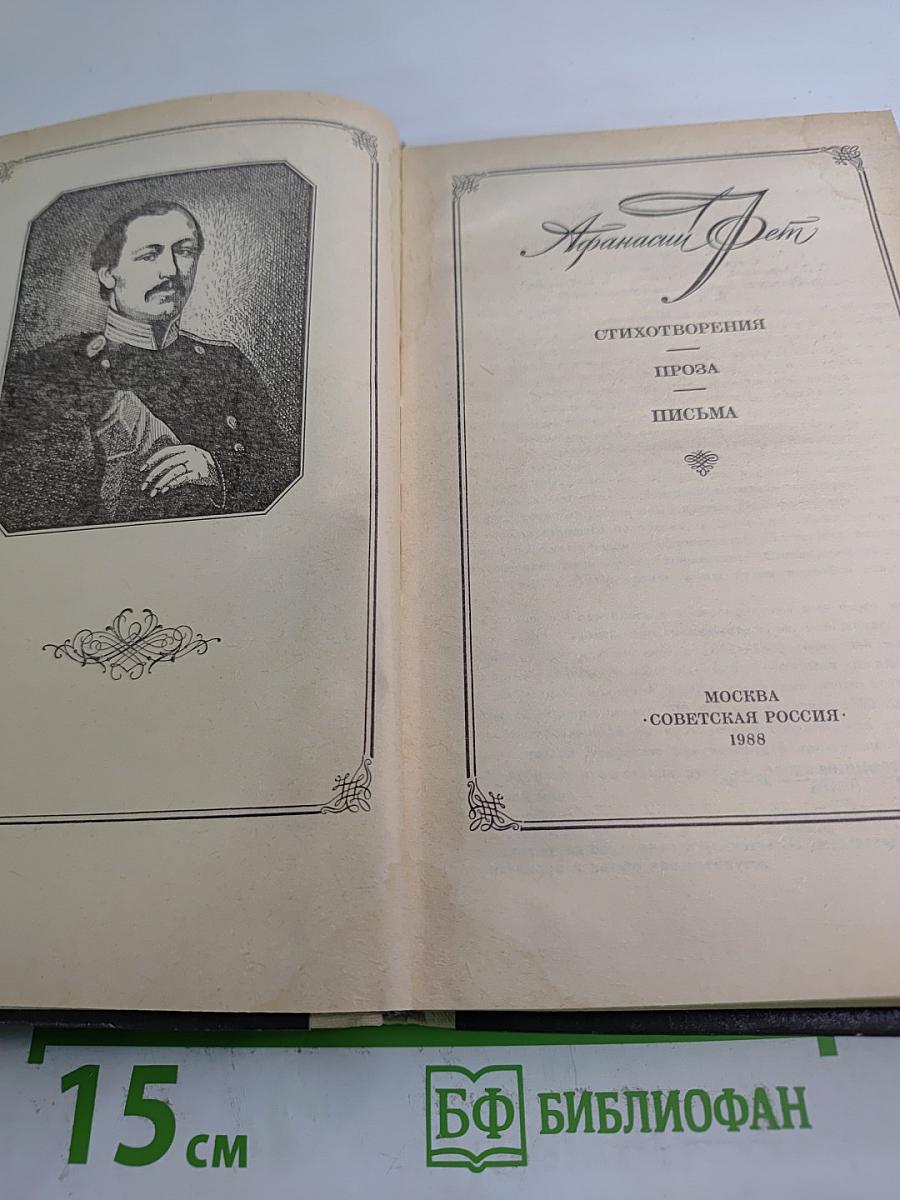 Афанасий Фет
СТИХОТВОРЕНИЯ
ПРОЗА
ПИСЬМА
МОСКВА
·СОВЕТСКАЯ РОССИЯ·
1988
15 см
БФ БИБЛИОФАН